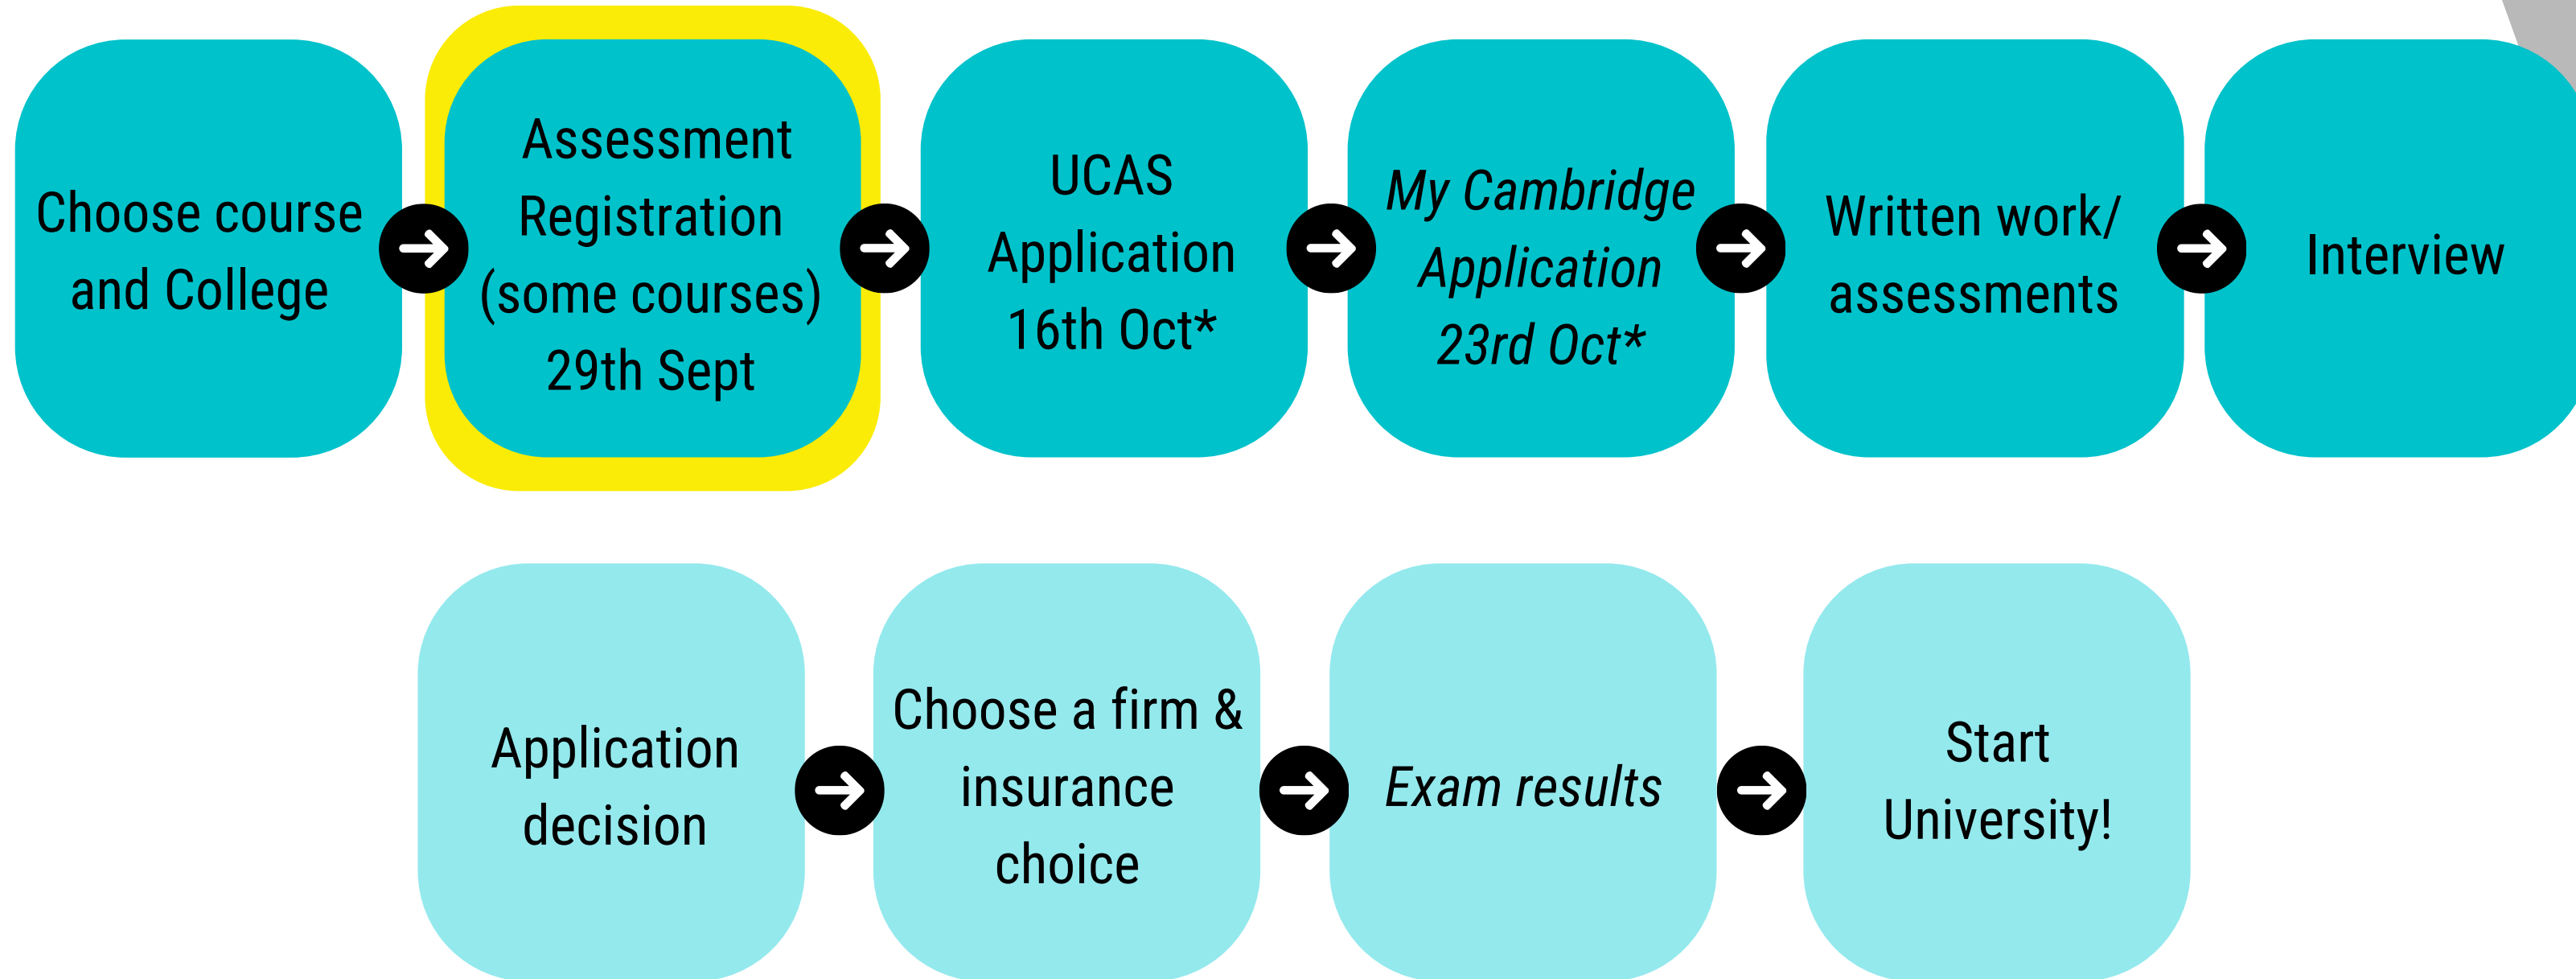 Choose course
and College
Assessment
Registration
(some courses)
29th Sept
UCAS
Application
16th Oct*
My Cambridge
Application
23rd Oct*
Written work/
assessments
Interview
Application
decision
Choose a firm &
insurance
choice
Exam results
Start
University!